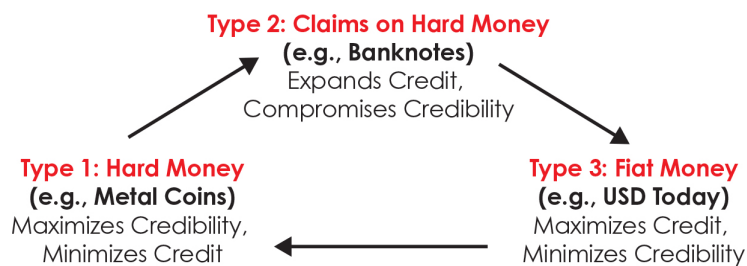 Type 2: Claims on Hard Money
(e.g., Banknotes)
Expands Credit,
Compromises Credibility
Type 1: Hard Money
(e.g., Metal Coins)
Maximizes Credibility,
Minimizes Credit
Type 3: Fiat Money
(e.g., USD Today)
Maximizes Credit,
Minimizes Credibility